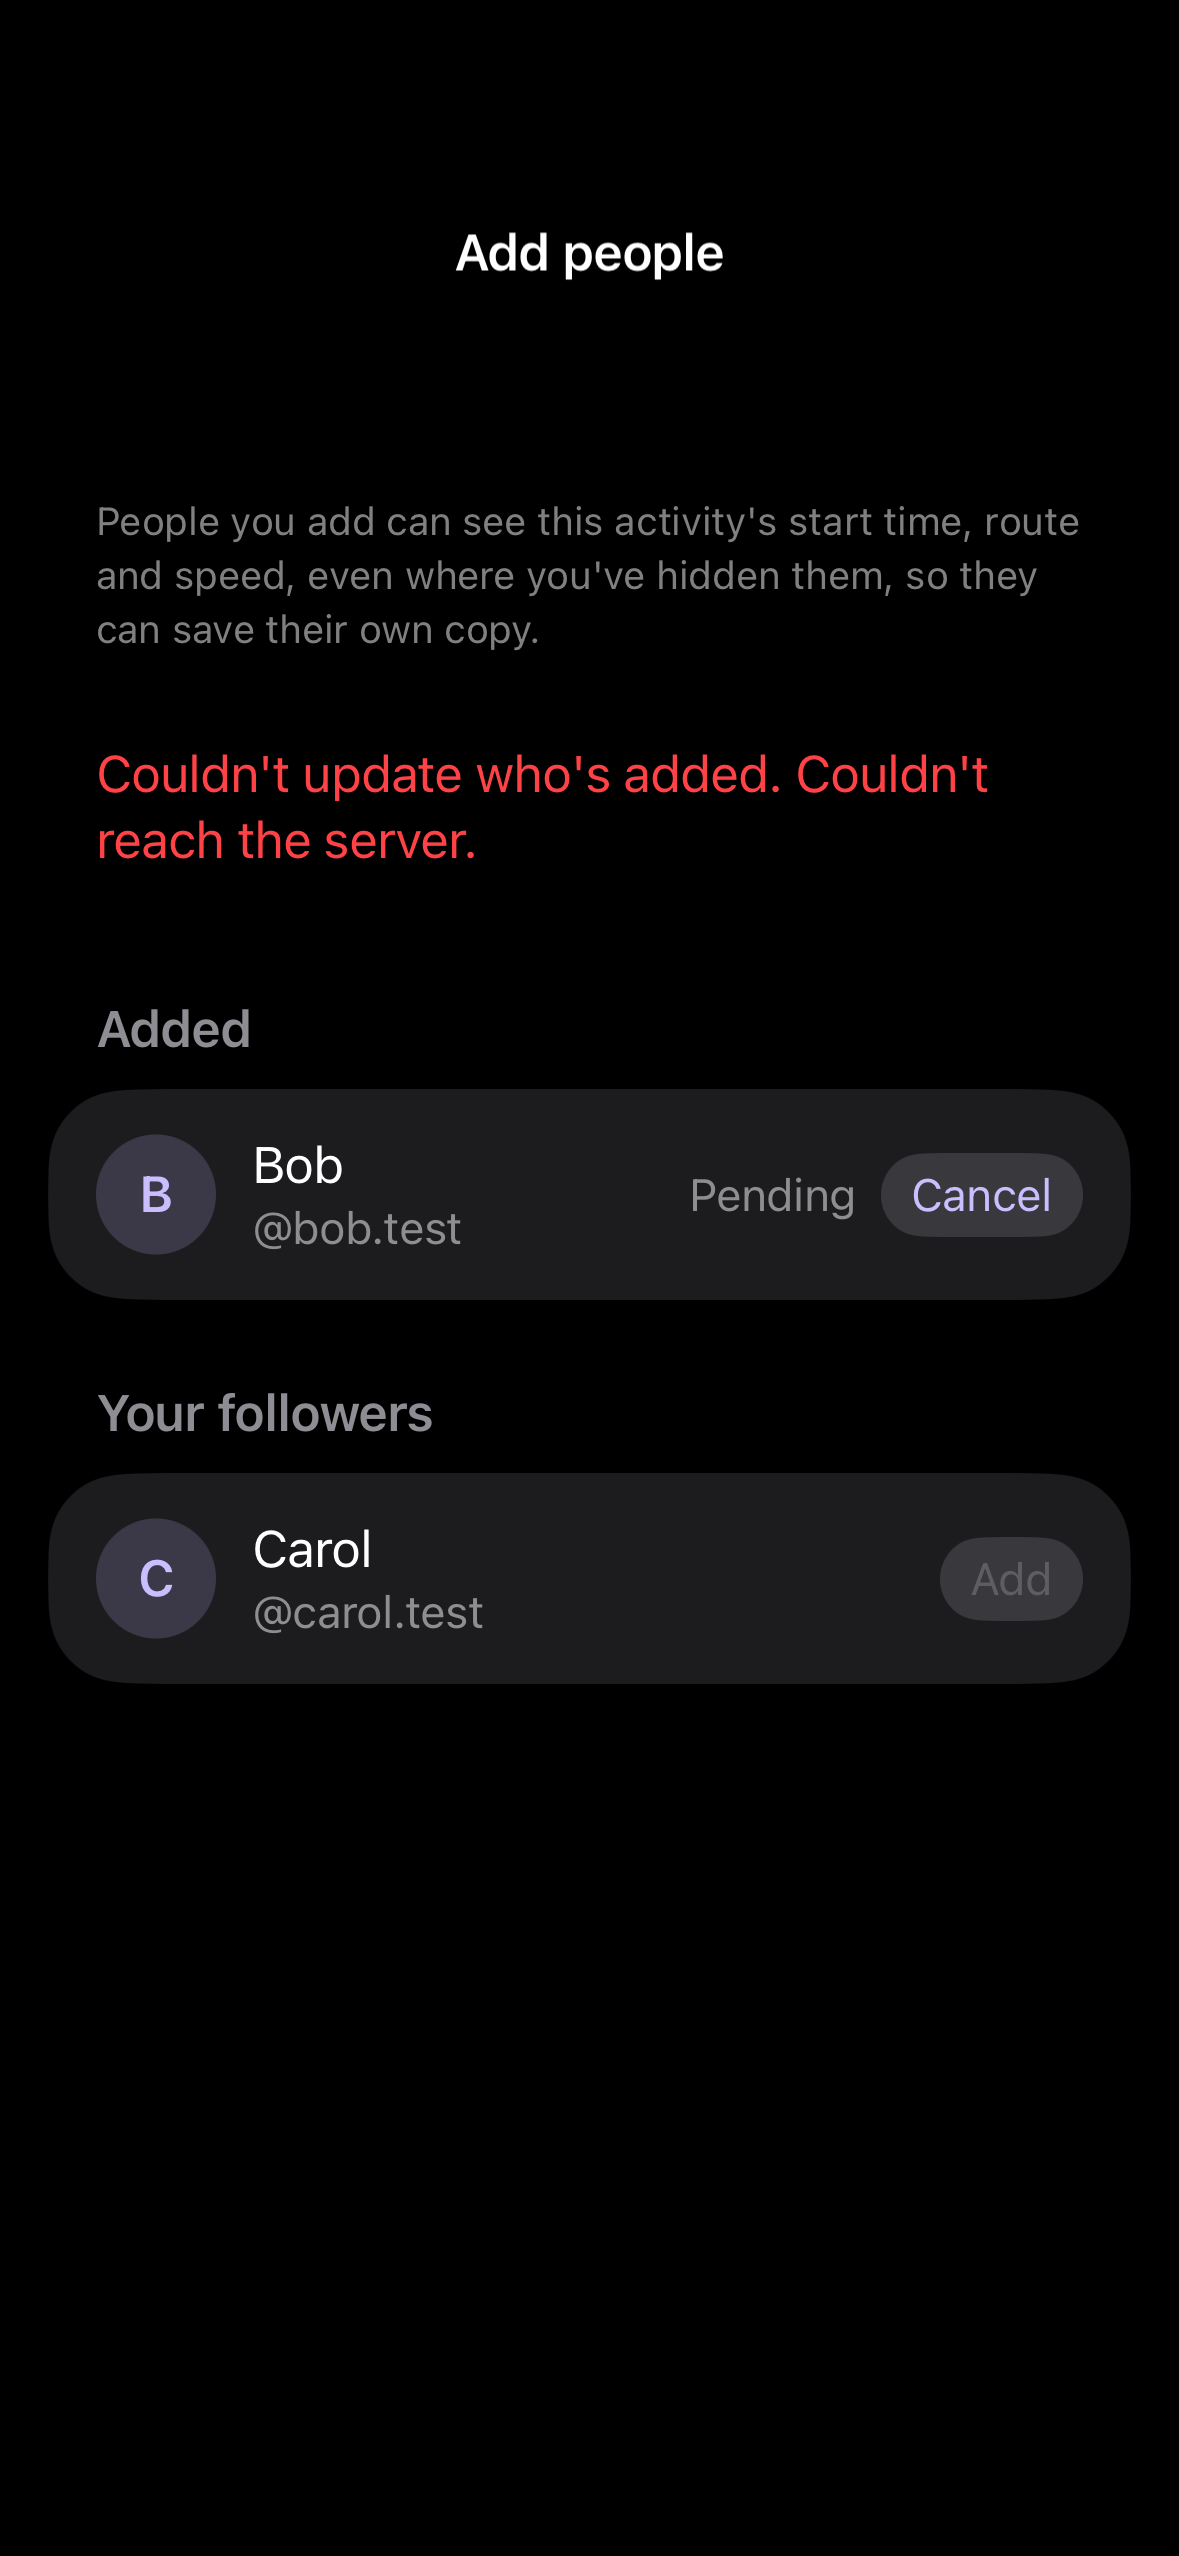 Add people
People you add can see this activity's start time, route
and speed, even where you've hidden them, so they
can save their own copy.
Couldn't update who's added. Couldn't
reach the server.
Added
B
Bob
@bob.test
Pending
Cancel
Your followers
C
Carol
@carol.test
Add